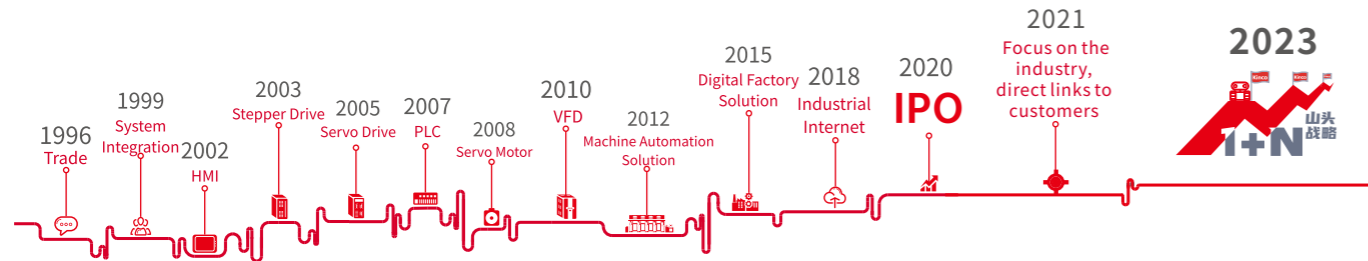 1996
Trade
1999
System
Integration
2002
HMI
2003
Stepper Drive
2005
Servo Drive
2007
PLC
2008
Servo Motor
2010
VFD
2012
Machine Automation
Solution
2015
Digital Factory
Solution
2018
Industrial
Internet
2020
IPO
2021
Focus on the
industry,
direct links to
customers
2023
Kinco
Kinco
1+N
山头
战略